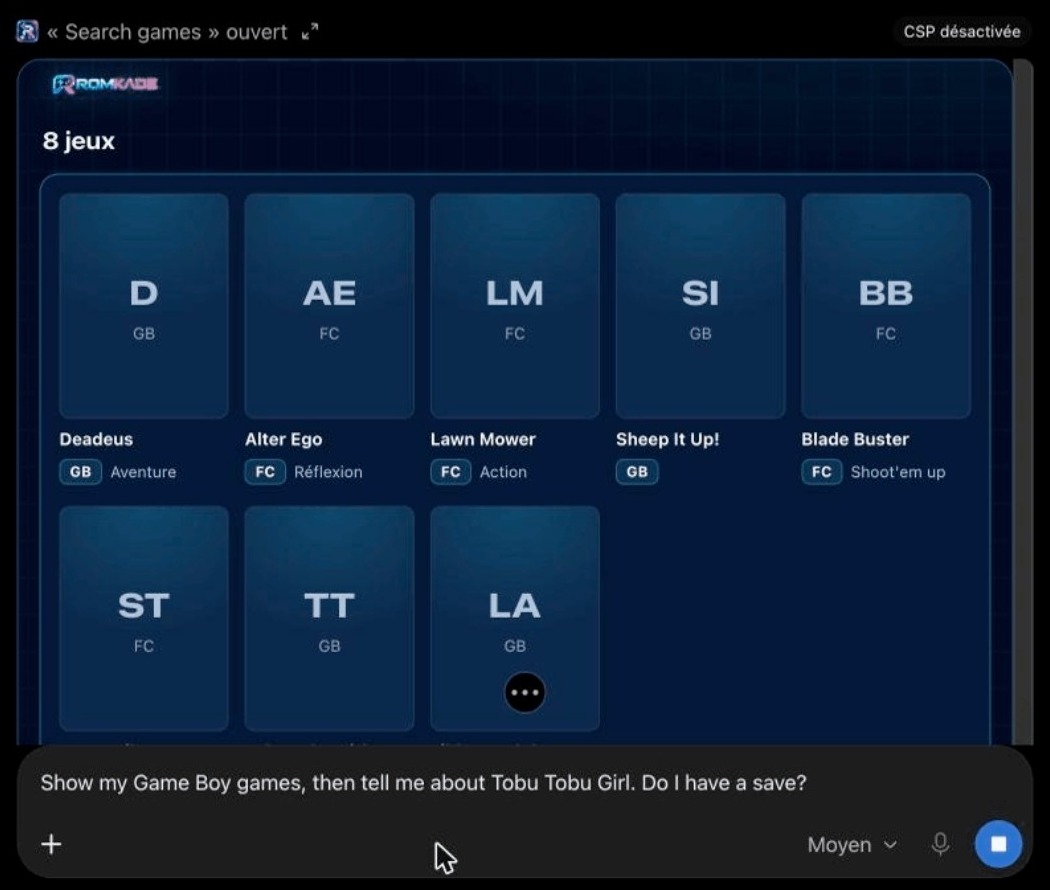 « Search games » ouvert
CSP désactivée
ROMKADE
8 jeux
D
GB
AE
FC
LM
FC
SI
GB
BB
FC
Deadeus
GB Aventure
Alter Ego
FC Réflexion
Lawn Mower
FC Action
Sheep It Up!
GB
Blade Buster
FC Shoot'em up
ST
FC
TT
GB
LA
GB
Show my Game Boy games, then tell me about Tobu Tobu Girl. Do I have a save?
Moyen